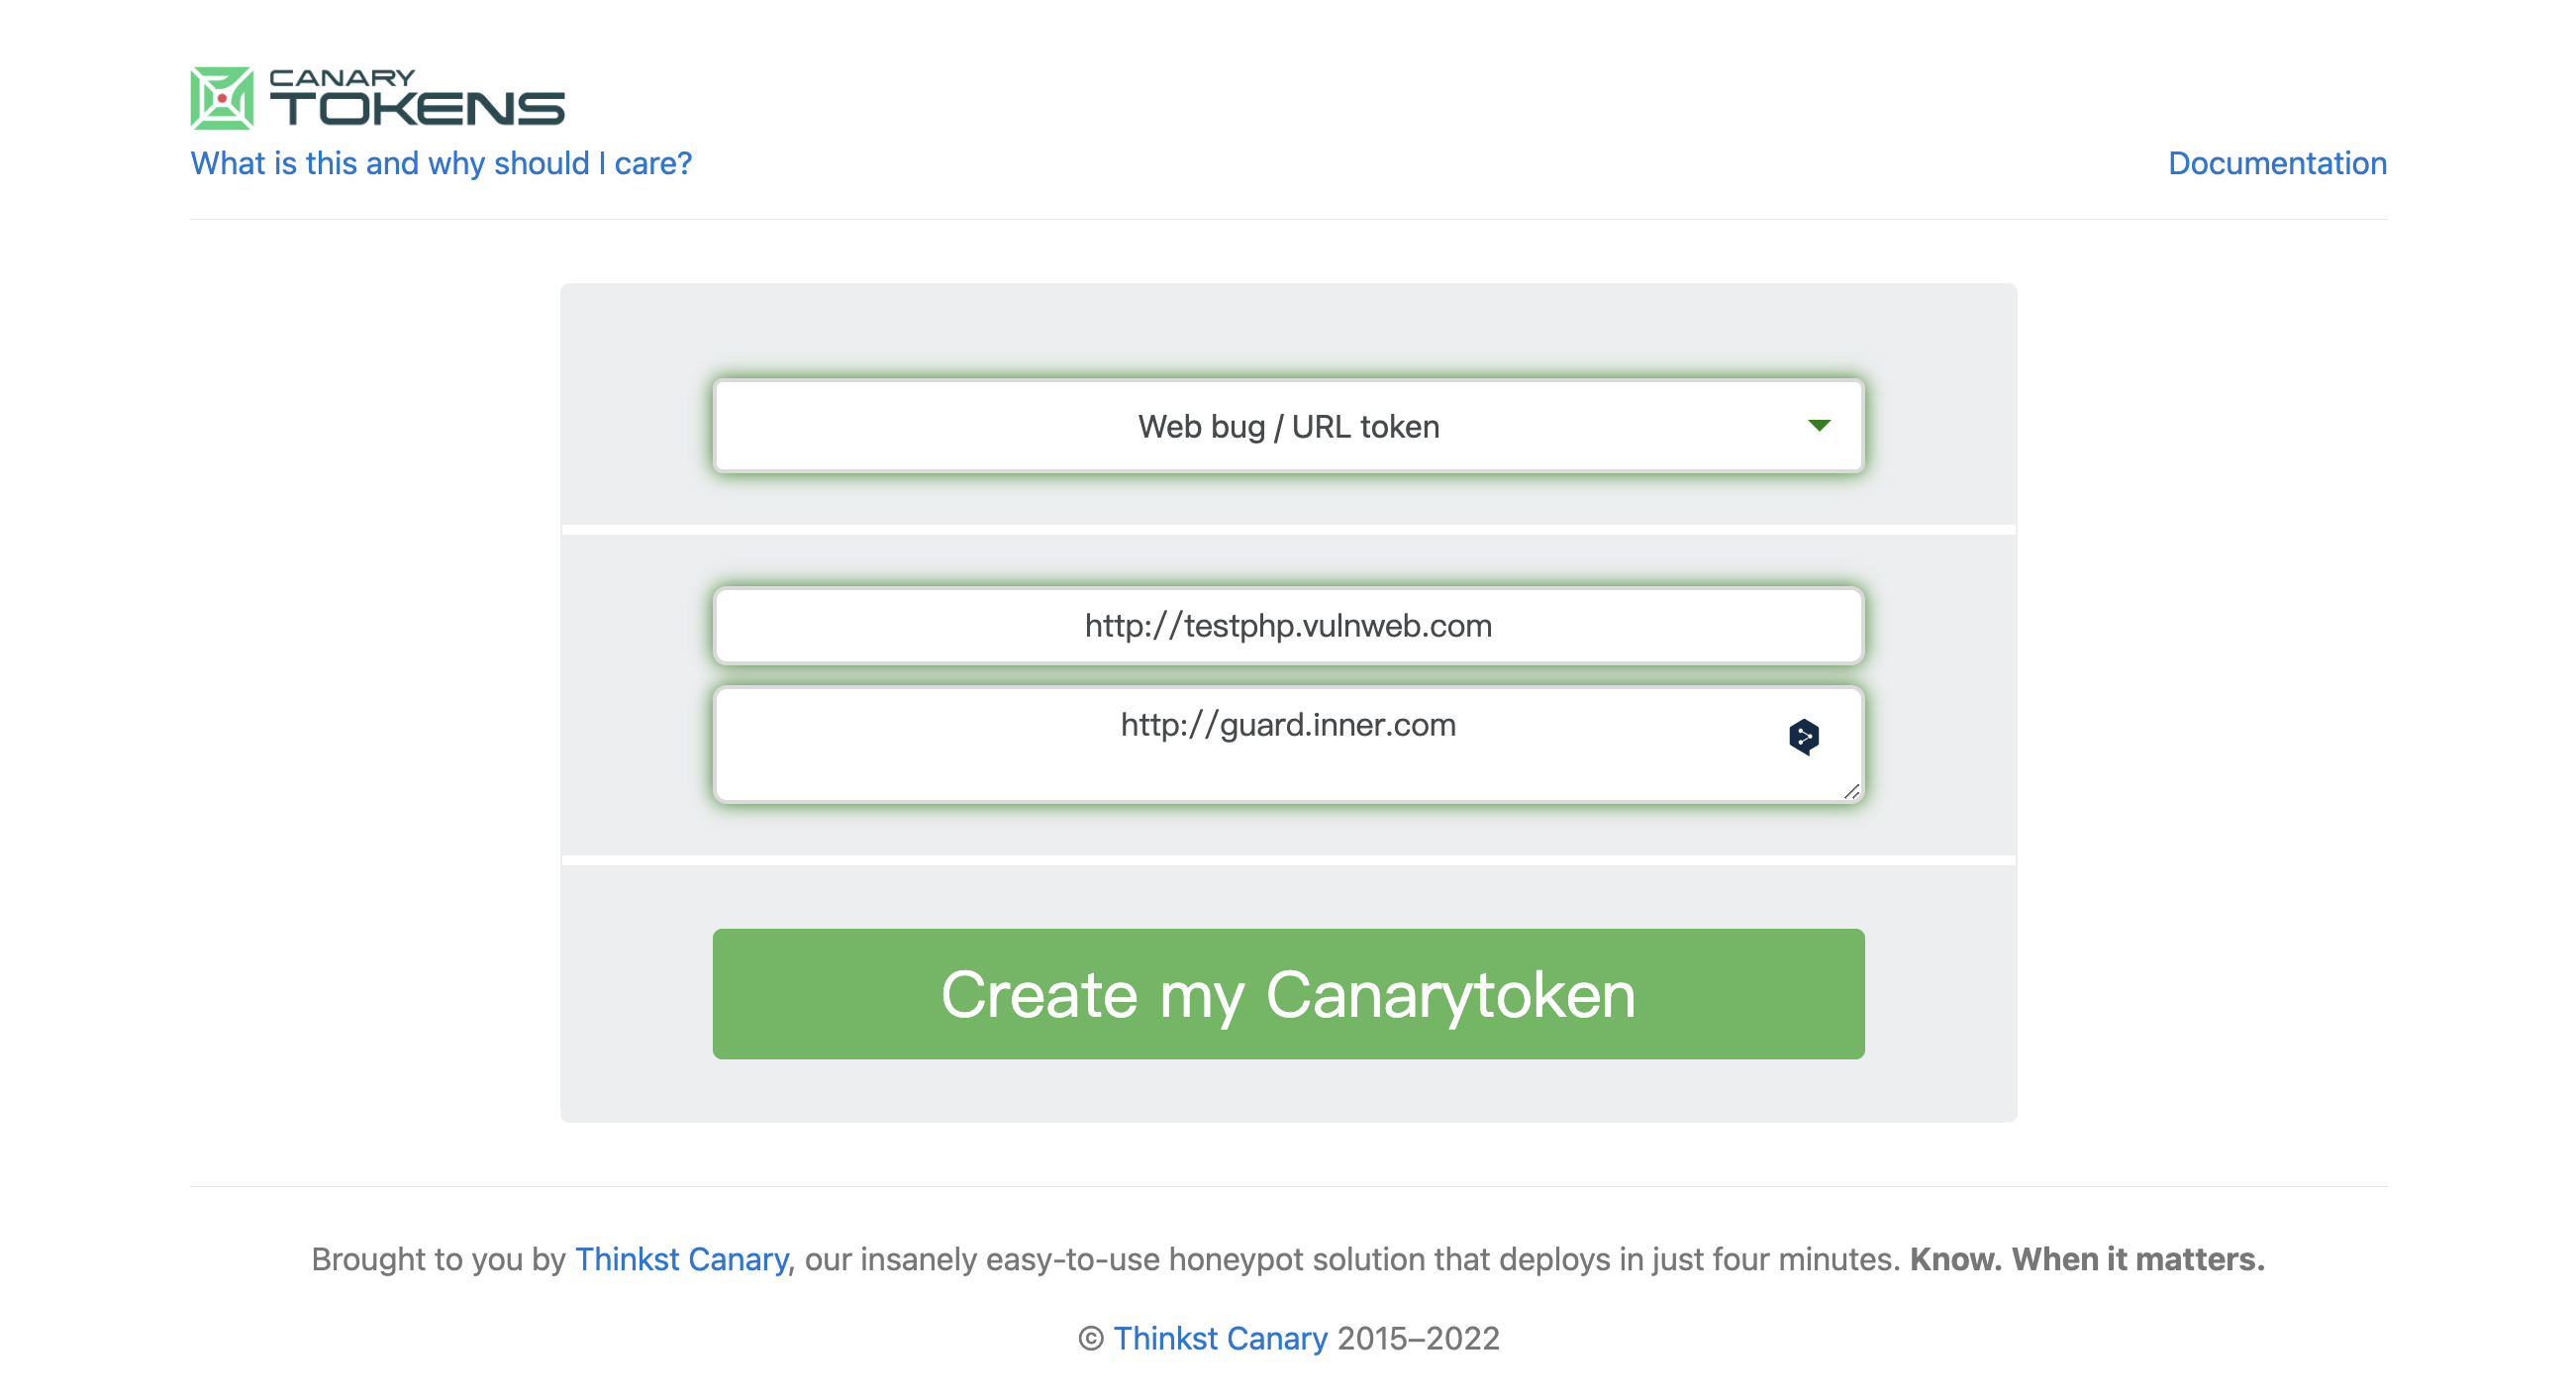 CANARY
TOKENS
What is this and why should I care?
Documentation
Web bug / URL token
http://testphp.vulnweb.com
http://guard.inner.com
Create my Canarytoken
Brought to you by Thinkst Canary, our insanely easy-to-use honeypot solution that deploys in just four minutes. Know. When it matters.
© Thinkst Canary 2015–2022